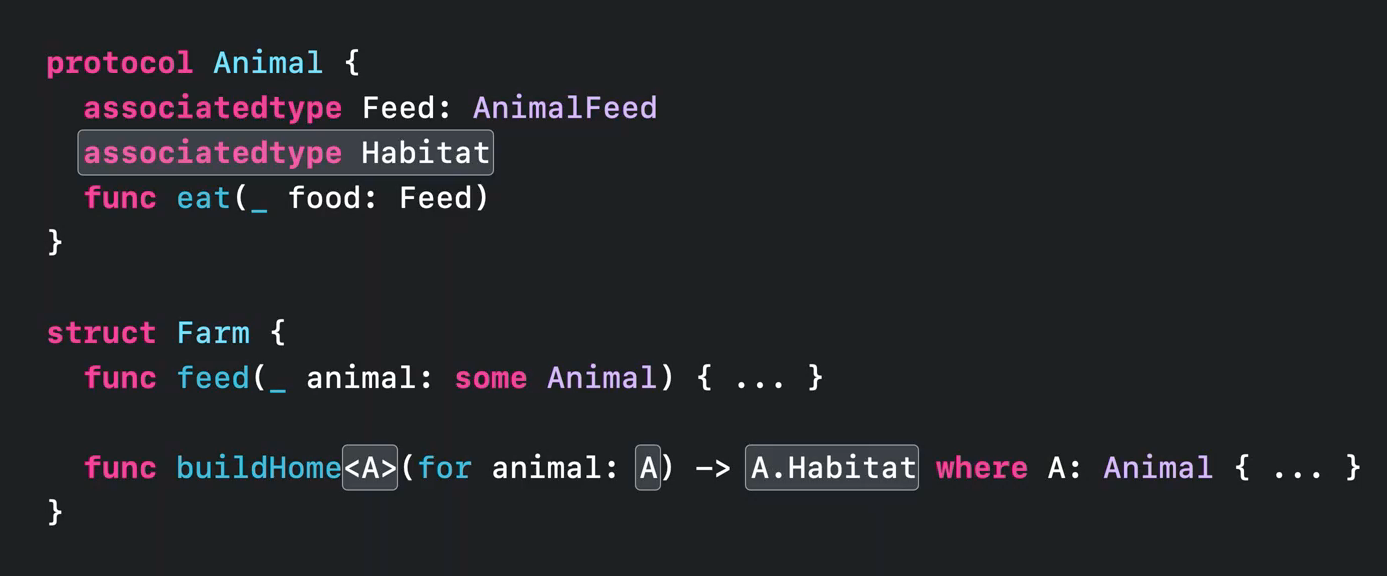 protocol Animal {
  associatedtype Feed: AnimalFeed
  associatedtype Habitat
  func eat(_ food: Feed)
}

struct Farm {
  func feed(_ animal: some Animal) { ... }

  func buildHome<A>(for animal: A) -> A.Habitat where A: Animal { ... }
}